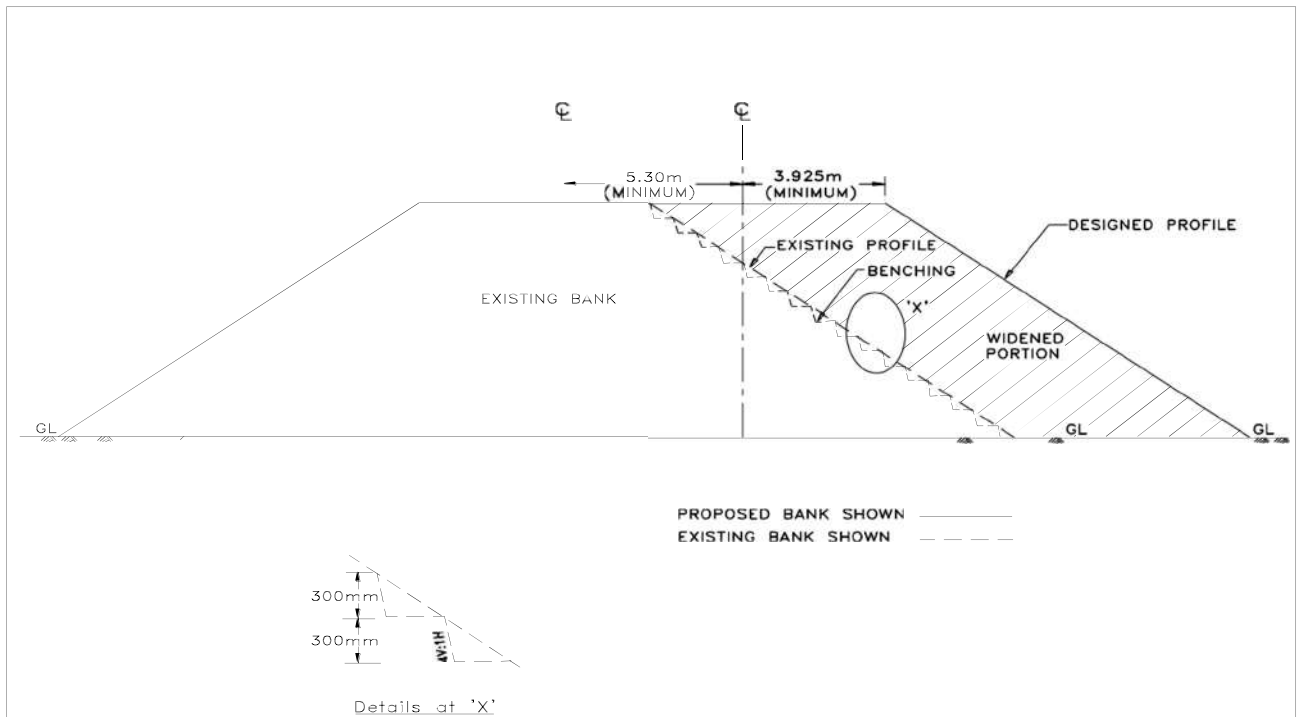 ℄ ℄
5.30m
(MINIMUM)
3.925m
(MINIMUM)
DESIGNED PROFILE
EXISTING PROFILE
BENCHING
'X'
EXISTING BANK
WIDENED
PORTION
GL
GL
GL
PROPOSED BANK SHOWN
EXISTING BANK SHOWN
300mm
300mm
4V:1H
Details at 'X'